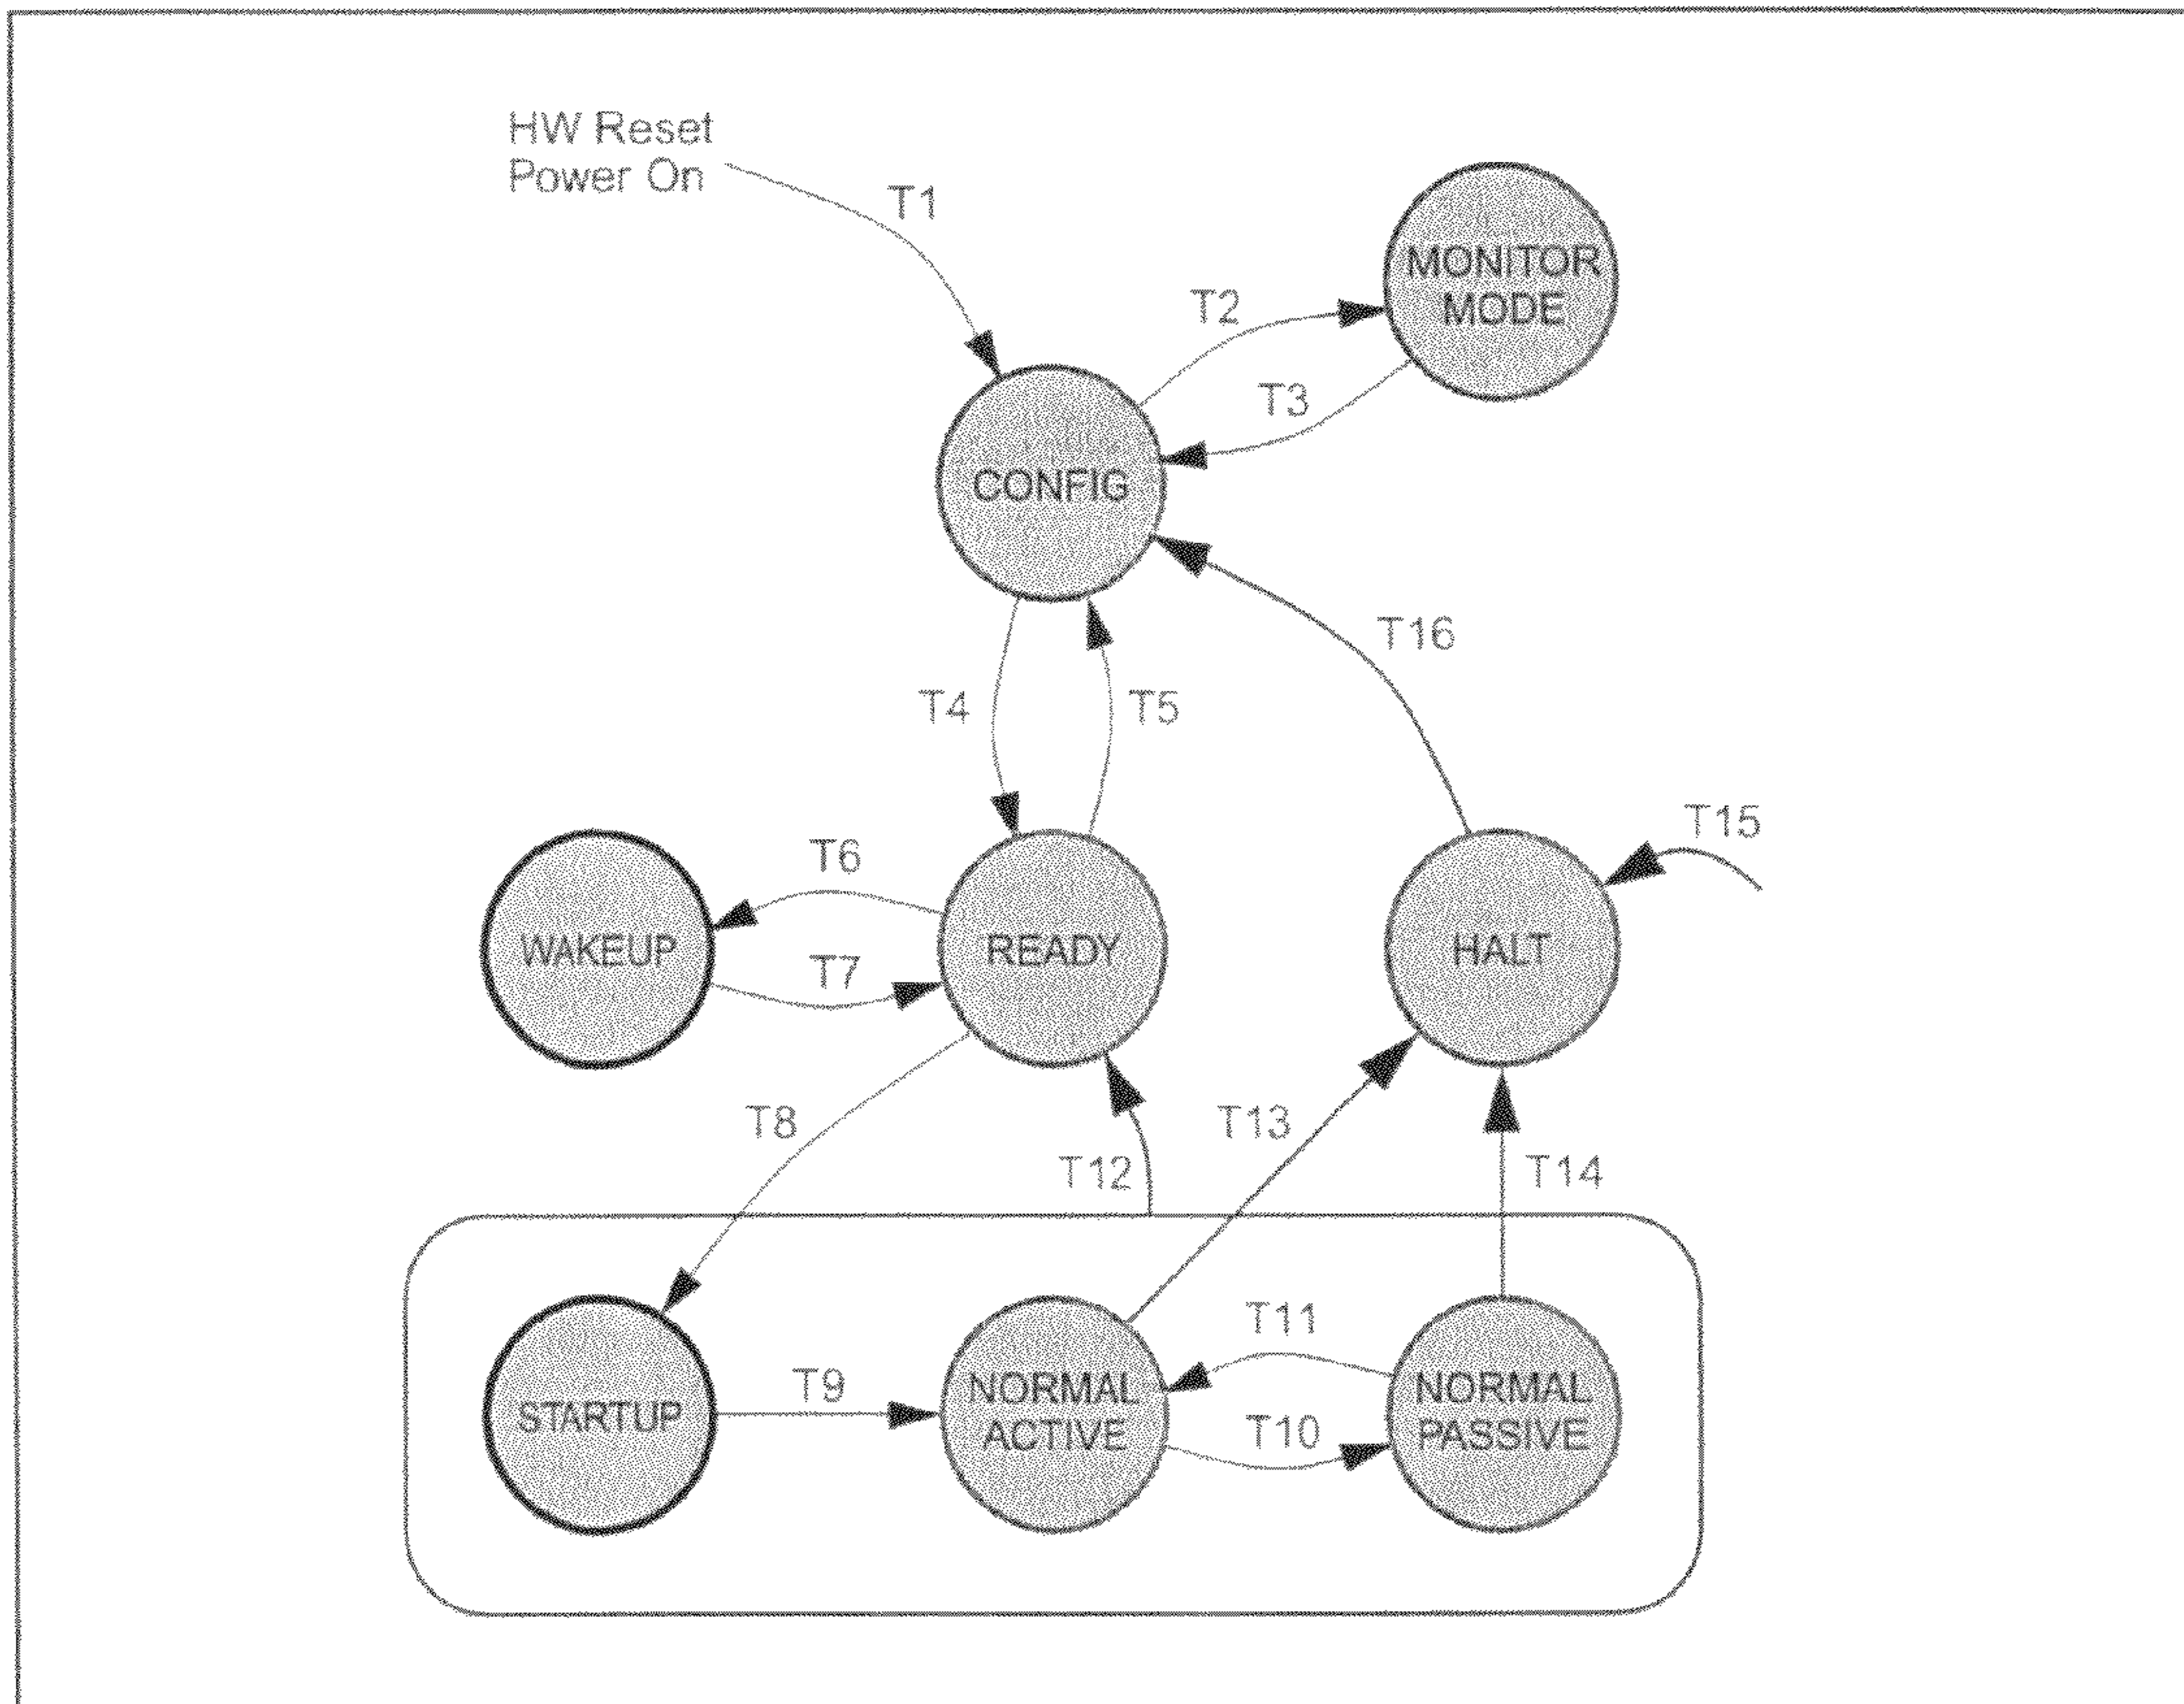 HW Reset
Power On
T1
MONITOR
MODE
T2
T3
CONFIG
T16
T4
T5
T15
T6
WAKEUP
READY
HALT
T7
T8
T13
T12
T14
T11
NORMAL
ACTIVE
NORMAL
PASSIVE
T9
STARTUP
T10